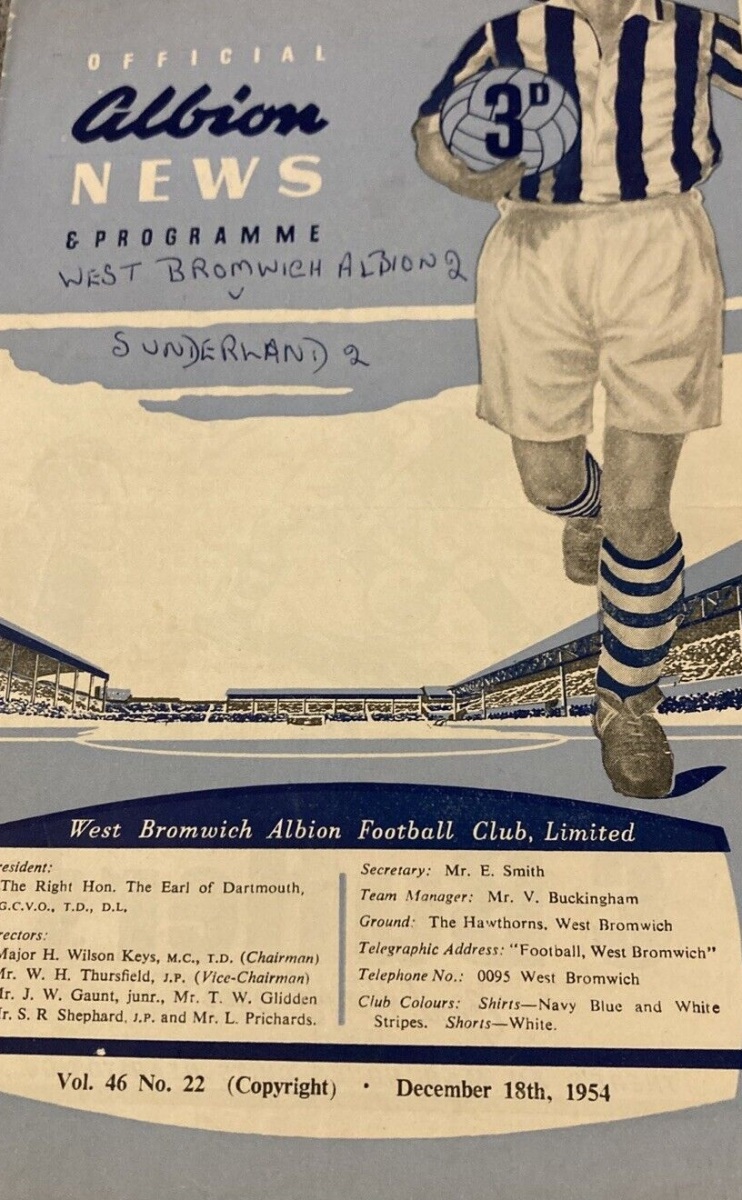 OFFICIAL
Albion
NEWS
& PROGRAMME
3D
WEST BROMWICH ALBION 2
v
SUNDERLAND 2
West Bromwich Albion Football Club, Limited
resident:
The Right Hon. The Earl of Dartmouth,
G.C.V.O., T.D., D.L.
rectors:
Major H. Wilson Keys, M.C., T.D. (Chairman)
Mr. W. H. Thursfield, J.P. (Vice-Chairman)
Mr. J. W. Gaunt, junr., Mr. T. W. Glidden
Mr. S. R Shephard, J.P. and Mr. L. Prichards.
Secretary: Mr. E. Smith
Team Manager: Mr. V. Buckingham
Ground: The Hawthorns, West Bromwich
Telegraphic Address: "Football, West Bromwich"
Telephone No.: 0095 West Bromwich
Club Colours: Shirts—Navy Blue and White
Stripes. Shorts—White.
Vol. 46 No. 22 (Copyright) · December 18th, 1954